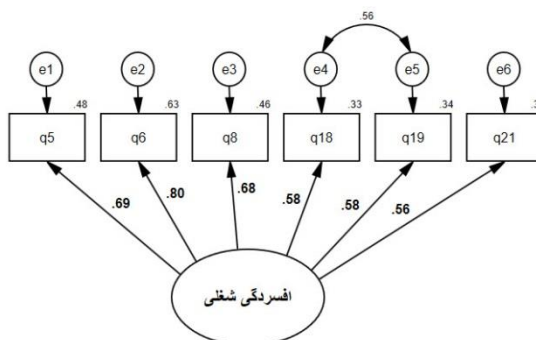 .56
e1 e2 e3 e4 e5 e6
.48 .63 .46 .33 .34
q5 q6 q8 q18 q19 q21
.69 .80 .68 .58 .58 .56
افسردگی شغلی